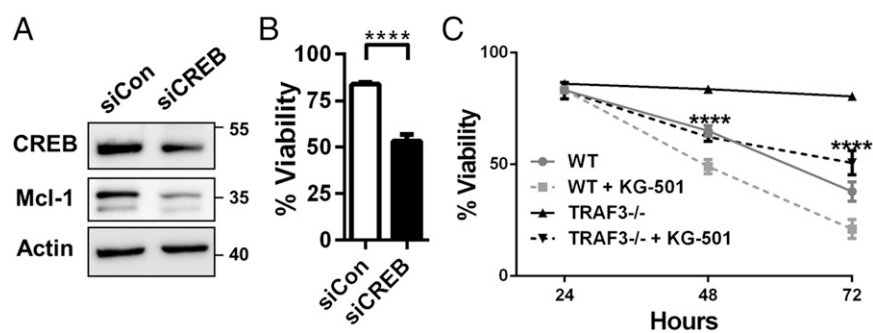 A
siCon siCREB
CREB
55
Mcl-1
35
Actin
40
B
****
% Viability
100
75
50
25
0
siCon
siCREB
C
% Viability
100
50
0
****
****
WT
WT + KG-501
TRAF3-/-
TRAF3-/- + KG-501
24 48 72
Hours